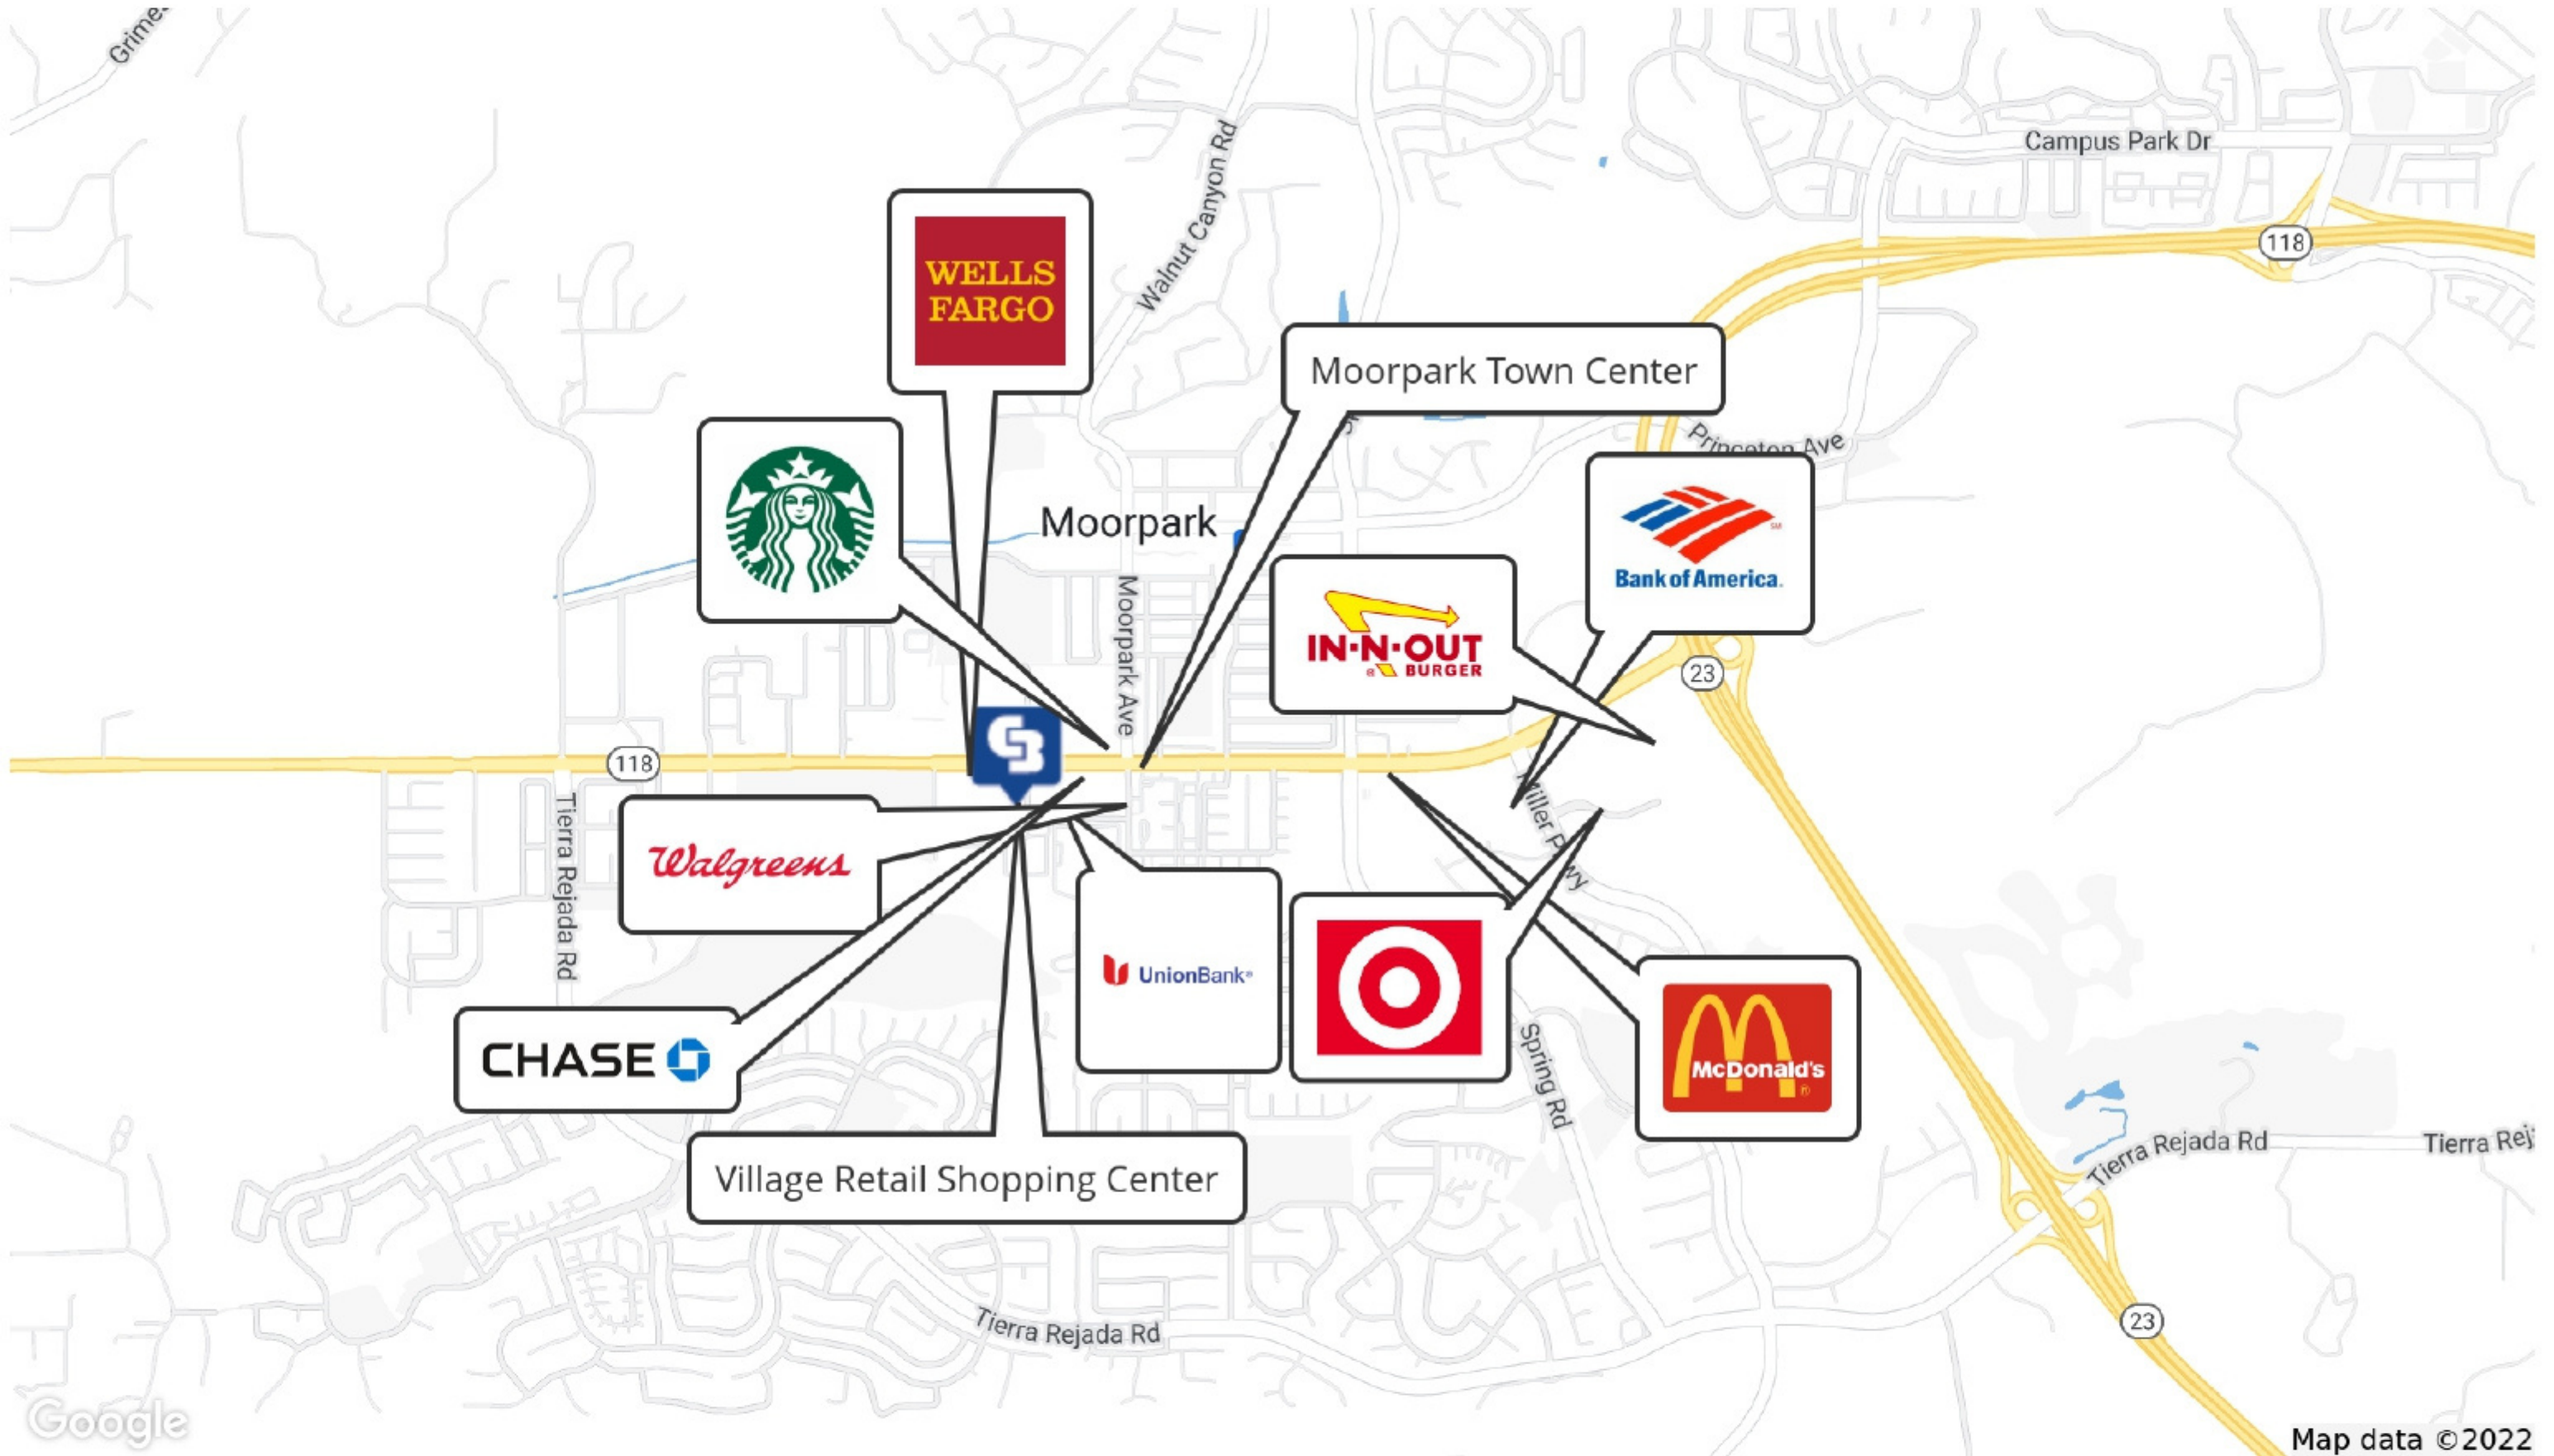 Grimes
Campus Park Dr
118
Walnut Canyon Rd
WELLS
FARGO
Moorpark Town Center
Princeton Ave
Moorpark
Bank of America.
SM
Moorpark Ave
IN-N-OUT
® BURGER
23
118
Miller Pkwy
Tierra Rejada Rd
Walgreens
UnionBank®
CHASE
McDonald's
®
Spring Rd
Village Retail Shopping Center
Tierra Rejada Rd
Tierra Rej
Tierra Rejada Rd
23
Google
Map data ©2022